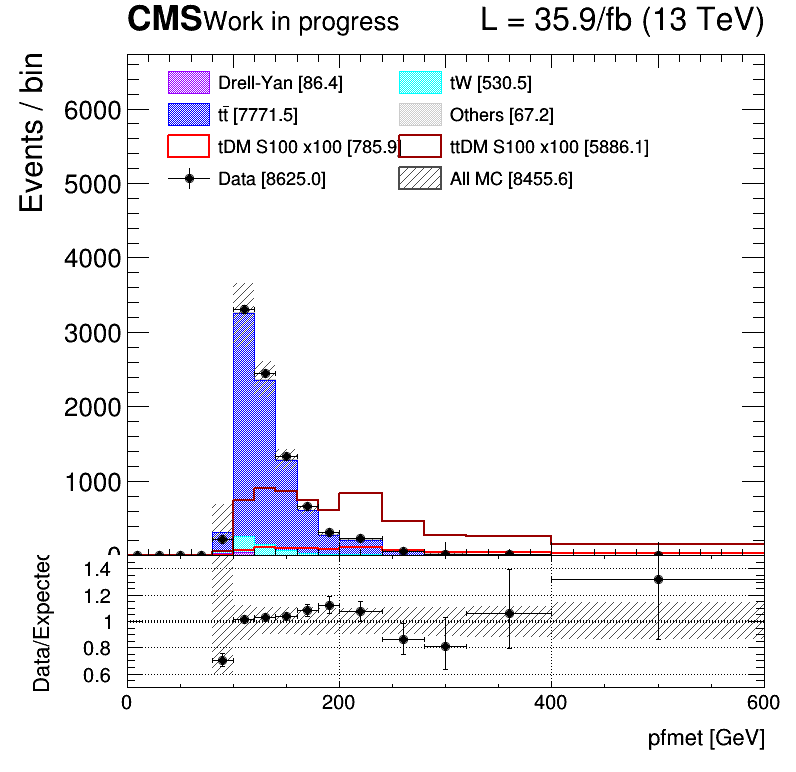 CMS Work in progress L = 35.9/fb (13 TeV)
Events / bin
Drell-Yan [86.4] tW [530.5]
tt̄ [7771.5] Others [67.2]
tDM S100 x100 [785.9] ttDM S100 x100 [5886.1]
Data [8625.0] All MC [8455.6]
6000
5000
4000
3000
2000
1000
0
Data/Expected
1.4
1.2
1
0.8
0.6
0 200 400 600
pfmet [GeV]